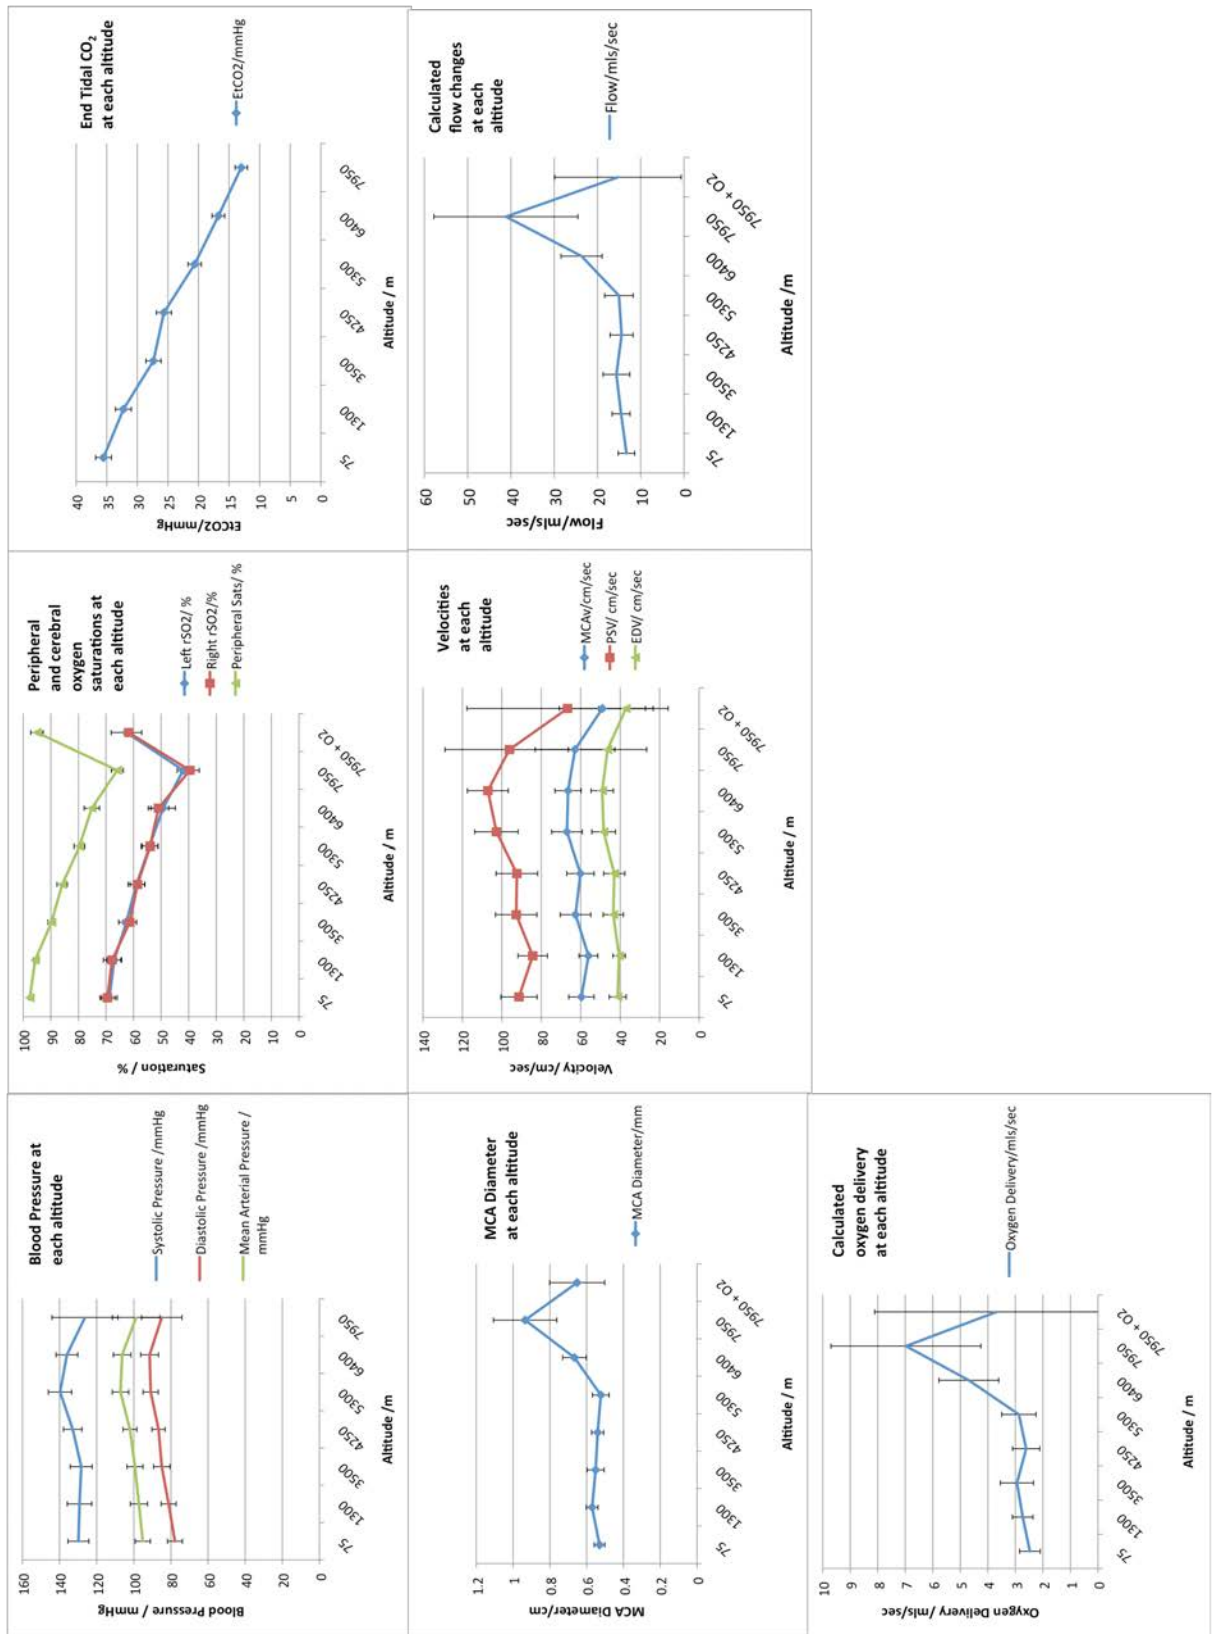 End Tidal CO2
at each altitude
EtCO2/mmHg
40
35
30
25
20
15
10
5
0
EtCO2/mmHg
75
1300
3500
4250
5300
6400
7950
Altitude / m
Calculated
flow changes
at each
altitude
Flow/mls/sec
60
50
40
30
20
10
0
Flow/mls/sec
75
1300
3500
4250
5300
6400
7950
7950 + O2
Altitude /m
Peripheral
and cerebral
oxygen
saturations at
each altitude
Left rSO2/ %
Right rSO2/%
Peripheral Sats/ %
100
90
80
70
60
50
40
30
20
10
0
Saturation / %
75
1300
3500
4250
5300
6400
7950
7950 + O2
Altitude / m
Velocities
at each
altitude
MCAv/cm/sec
PSV/ cm/sec
EDV/ cm/sec
140
120
100
80
60
40
20
0
Velocity /cm/sec
75
1300
3500
4250
5300
6400
7950
7950 + O2
Altitude / m
Blood Pressure at
each altitude
Systolic Pressure /mmHg
Diastolic Pressure /mmHg
Mean Arterial Pressure /
mmHg
160
140
120
100
80
60
40
20
0
Blood Pressure / mmHg
75
1300
3500
4250
5300
6400
7950
Altitude / m
MCA Diameter
at each altitude
MCA Diameter/mm
1.2
1
0.8
0.6
0.4
0.2
0
MCA Diameter/cm
75
1300
3500
4250
5300
6400
7950
7950 + O2
Altitude / m
Calculated
oxygen delivery
at each altitude
Oxygen Delivery/mls/sec
10
9
8
7
6
5
4
3
2
1
0
Oxygen Delivery /mls/sec
75
1300
3500
4250
5300
6400
7950
7950 + O2
Altitude / m